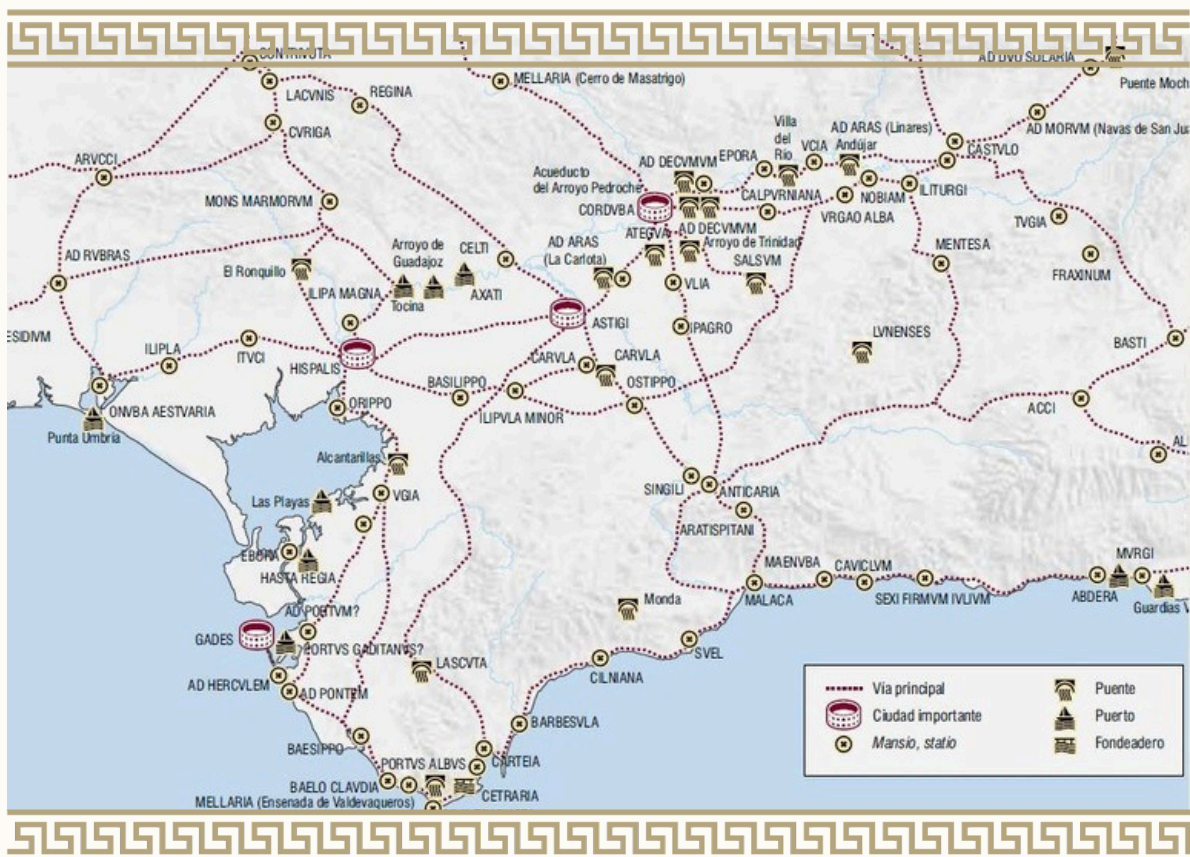 CONTRIBVTA
LACVNIS
REGINA
CVRIGA
ARVCCI
MONS MARMORVM
AD RVBRAS
El Ronquillo
Arroyo de
Guadajoz
CELTI
Tocina
AXATI
ILIPA MAGNA
ESIDIVM
ILIPLA
ITVCI
HISPALIS
ONVBA AESTVARIA
Punta Umbría
ORIPPO
BASILIPPO
ILIPVLA MINOR
MELLARIA (Cerro de Masatrigo)
Acueducto
del Arroyo Pedroche
CORDVBA
AD DECVMVM
EPORA
Villa
del
Río
VCIA
AD ARAS (Linares)
Andújar
AD DVO SOLARIA
Puente Moch
AD MORVM (Navas de San Jua
CASTVLO
CALPVRNIANA
NOBIAM
ILITURGI
VRGAO ALBA
TVGIA
FRAXINUM
MENTESA
ATEGVA
AD DECVMVM
Arroyo de Trinidad
SALSVM
AD ARAS
(La Carlota)
VLIA
ASTIGI
IPAGRO
LVNENSES
BASTI
CARVLA
CARVLA
OSTIPPO
ACCI
AL
Alcantarillas
VGIA
Las Playas
EBORA
HASTA REGIA
SINGILI
ANTICARIA
ARATISPITANI
MAENVBA
CAVICLVM
MALACA
SEXI FIRMVM IVLIVM
ABDERA
MVRGI
Guardias V
AD PORTVM?
GADES
PORTVS GADITANVS?
AD HERCVLEM
AD PONTEM
LASCVTA
Monda
SVEL
CILNIANA
BARBESVLA
BAESIPPO
PORTVS ALBVS
CARTEIA
BAELO CLAVDIA
CETRARIA
MELLARIA (Ensenada de Valdevaqueros)
Vía principal
Ciudad importante
Mansio, statio
Puente
Puerto
Fondeadero